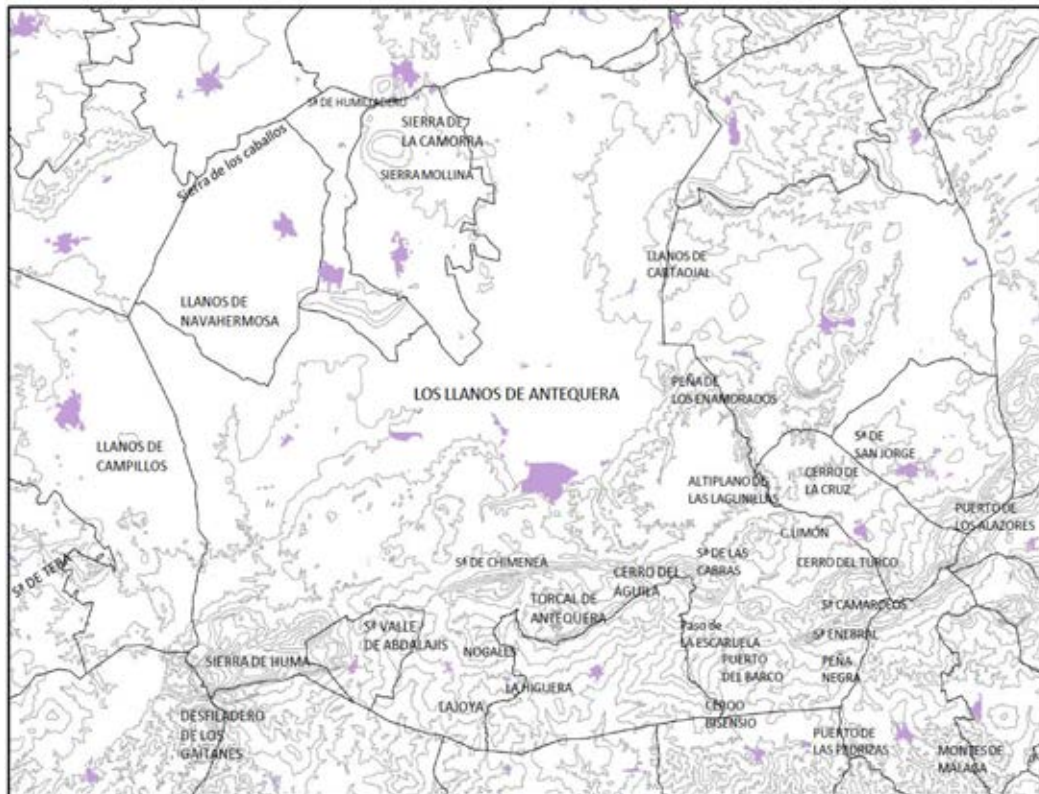 Sª DE HUMILLADERO
SIERRA DE
LA CAMORRA
Sierra de los caballos
SIERRA MOLLINA
LLANOS DE
CARTAOJAL
LLANOS DE
NAVAHERMOSA
LOS LLANOS DE ANTEQUERA
PEÑA DE
LOS ENAMORADOS
LLANOS DE
CAMPILLOS
Sª DE
SAN JORGE
CERRO DE
LA CRUZ
ALTIPLANO DE
LAS LAGUNILLAS
PUERTO DE
LOS ALAZORES
C.LIMÓN
CERRO DEL TURCO
Sª DE TEBA
Sª DE CHIMENEA
Sª DE LAS
CABRAS
CERRO DEL
ÁGUILA
TORCAL DE
ANTEQUERA
Sª CAMAROLOS
Sª VALLE
DE ABDALAJIS
Paso de
LA ESCARUELA
Sª ENEBRAL
NOGALES
SIERRA DE HUMA
PUERTO
DEL BARCO
PEÑA
NEGRA
LA HIGUERA
LA JOYA
BISENSIO
DESFILADERO
DE LOS
GAITANES
PUERTO DE
LAS PEDRIZAS
MONTES DE
MÁLAGA